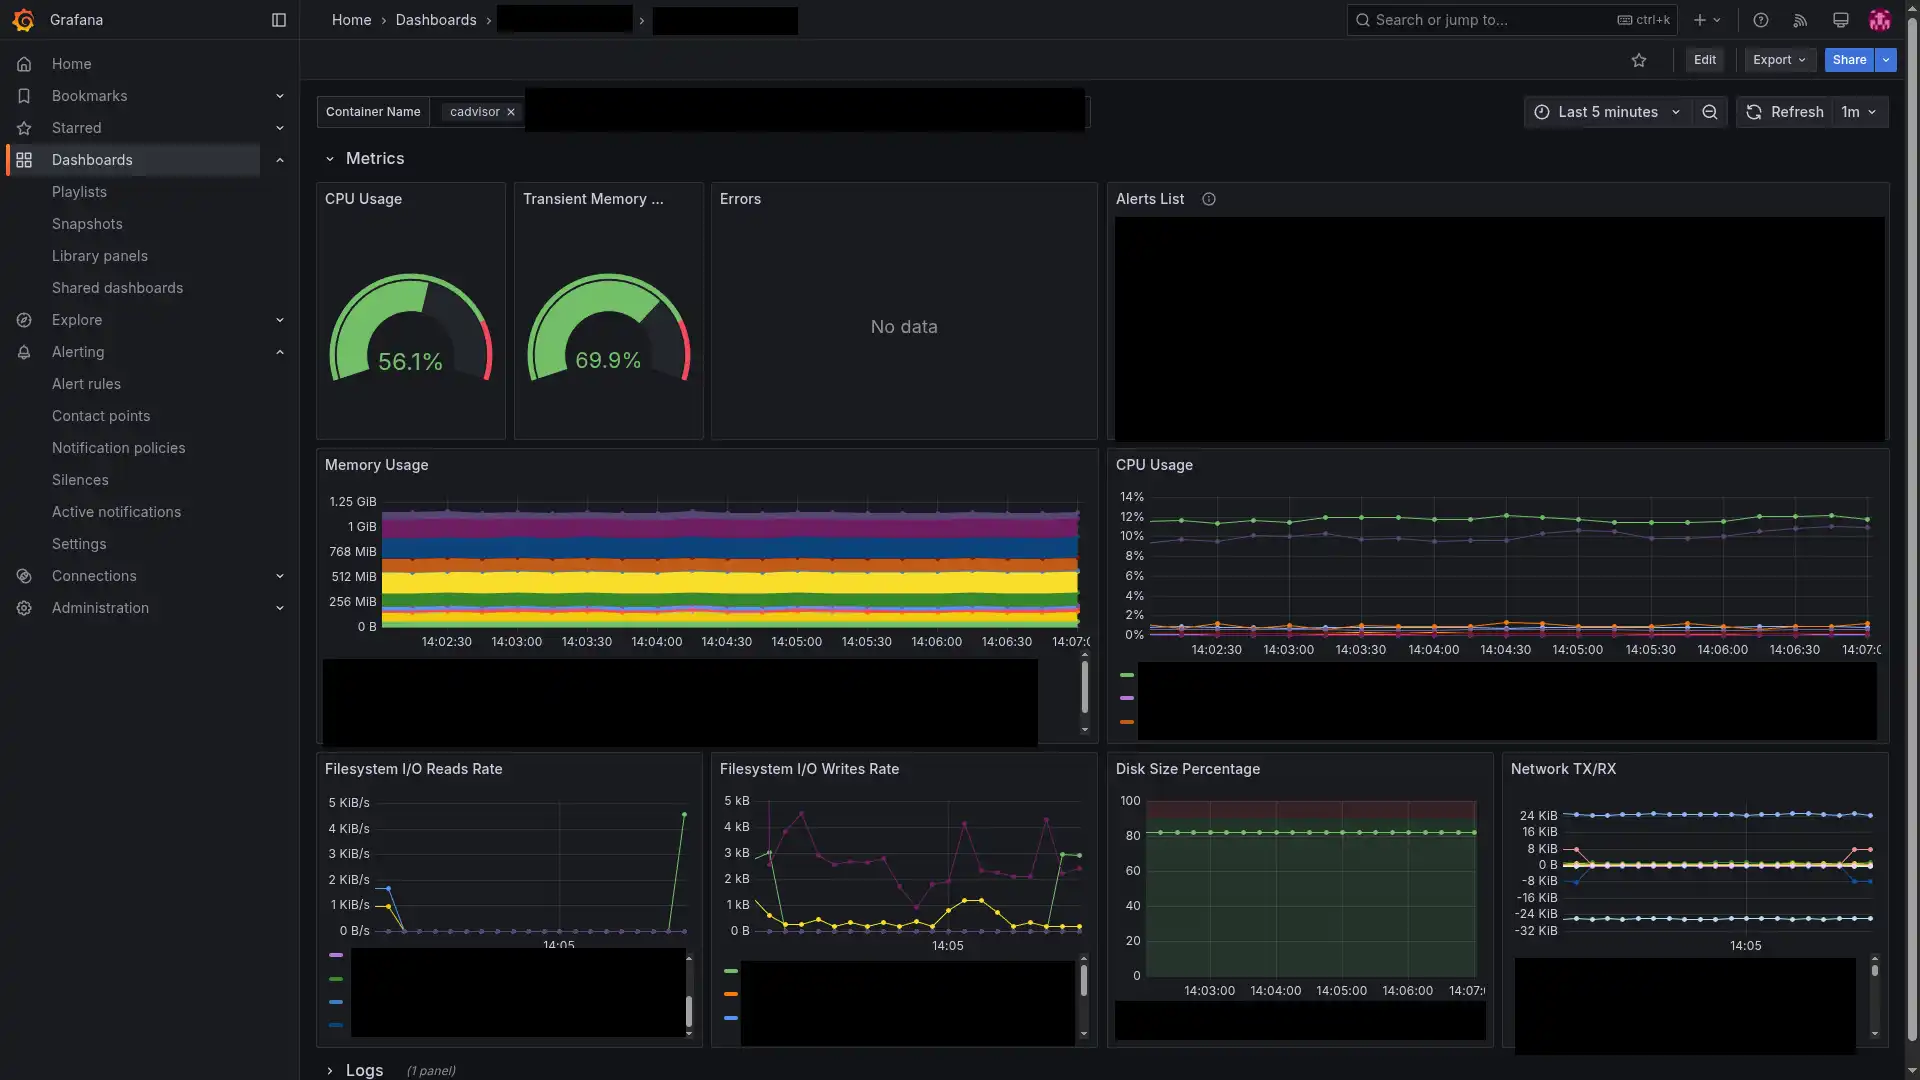 Grafana
Home
Bookmarks
Starred
Dashboards
Playlists
Snapshots
Library panels
Shared dashboards
Explore
Alerting
Alert rules
Contact points
Notification policies
Silences
Active notifications
Settings
Connections
Administration
Home › Dashboards › ›
Search or jump to... ctrl+k
Edit
Export
Share
Container Name cadvisor
Last 5 minutes
Refresh 1m
Metrics
CPU Usage
56.1%
Transient Memory ...
69.9%
Errors
No data
Alerts List
Memory Usage
1.25 GiB
1 GiB
768 MiB
512 MiB
256 MiB
0 B
14:02:30 14:03:00 14:03:30 14:04:00 14:04:30 14:05:00 14:05:30 14:06:00 14:06:30 14:07:0
CPU Usage
14%
12%
10%
8%
6%
4%
2%
0%
14:02:30 14:03:00 14:03:30 14:04:00 14:04:30 14:05:00 14:05:30 14:06:00 14:06:30 14:07:0
Filesystem I/O Reads Rate
5 KiB/s
4 KiB/s
3 KiB/s
2 KiB/s
1 KiB/s
0 B/s
14:05
Filesystem I/O Writes Rate
5 kB
4 kB
3 kB
2 kB
1 kB
0 B
14:05
Disk Size Percentage
100
80
60
40
20
0
14:03:00 14:04:00 14:05:00 14:06:00 14:07:
Network TX/RX
24 KiB
16 KiB
8 KiB
0 B
-8 KiB
-16 KiB
-24 KiB
-32 KiB
14:05
Logs (1 panel)